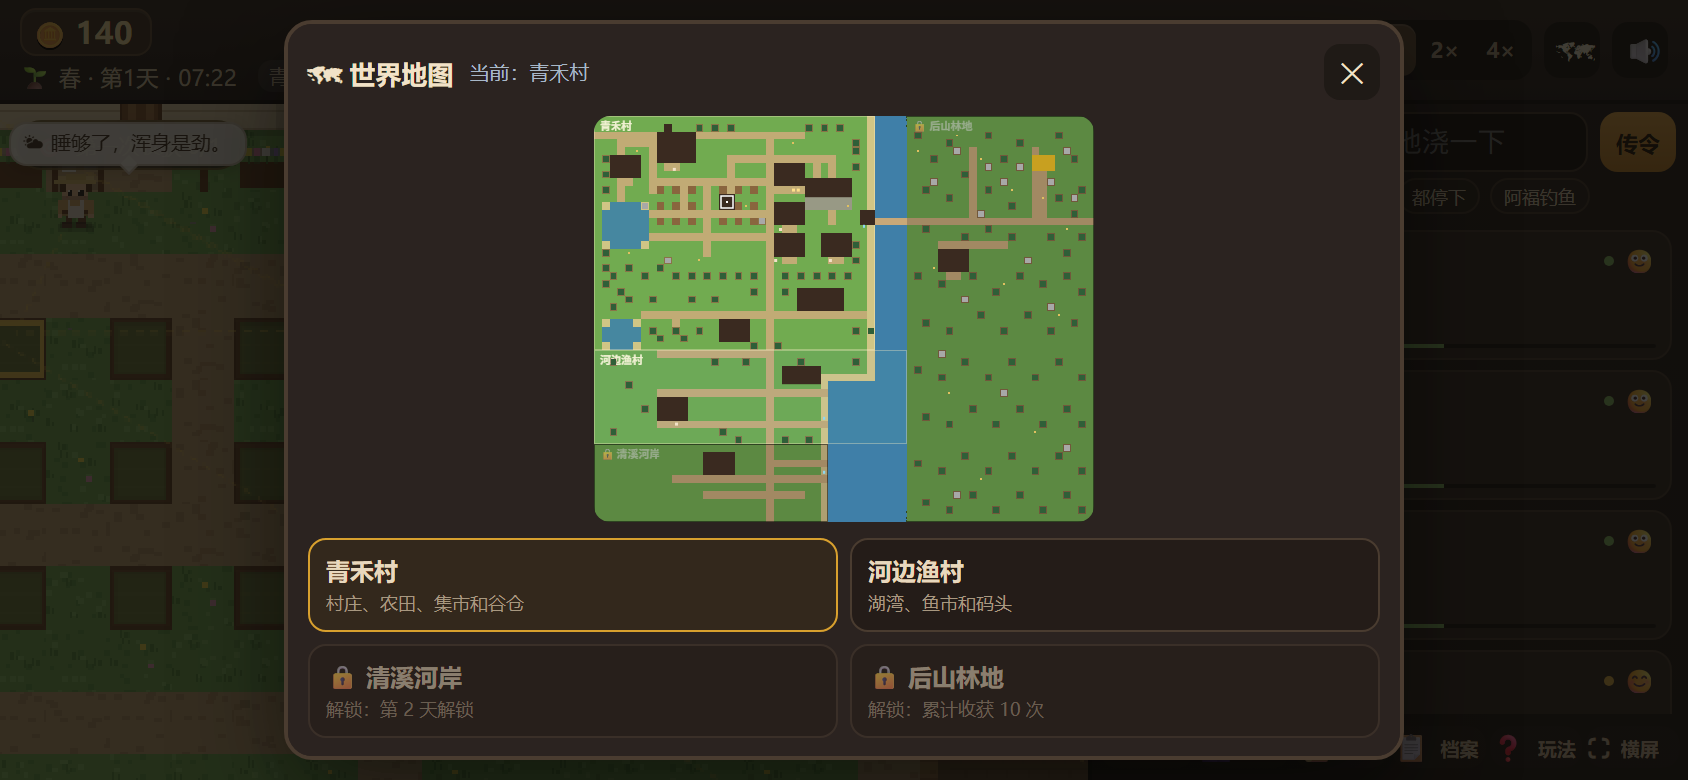 140
春 · 第1天 · 07:22
青
睡够了，浑身是劲。
世界地图
当前：青禾村
2×
4×
地浇一下
传令
都停下
阿福钓鱼
青禾村
后山林地
河边渔村
清溪河岸
青禾村
村庄、农田、集市和谷仓
河边渔村
湖湾、鱼市和码头
清溪河岸
解锁：第 2 天解锁
后山林地
解锁：累计收获 10 次
档案
玩法
横屏